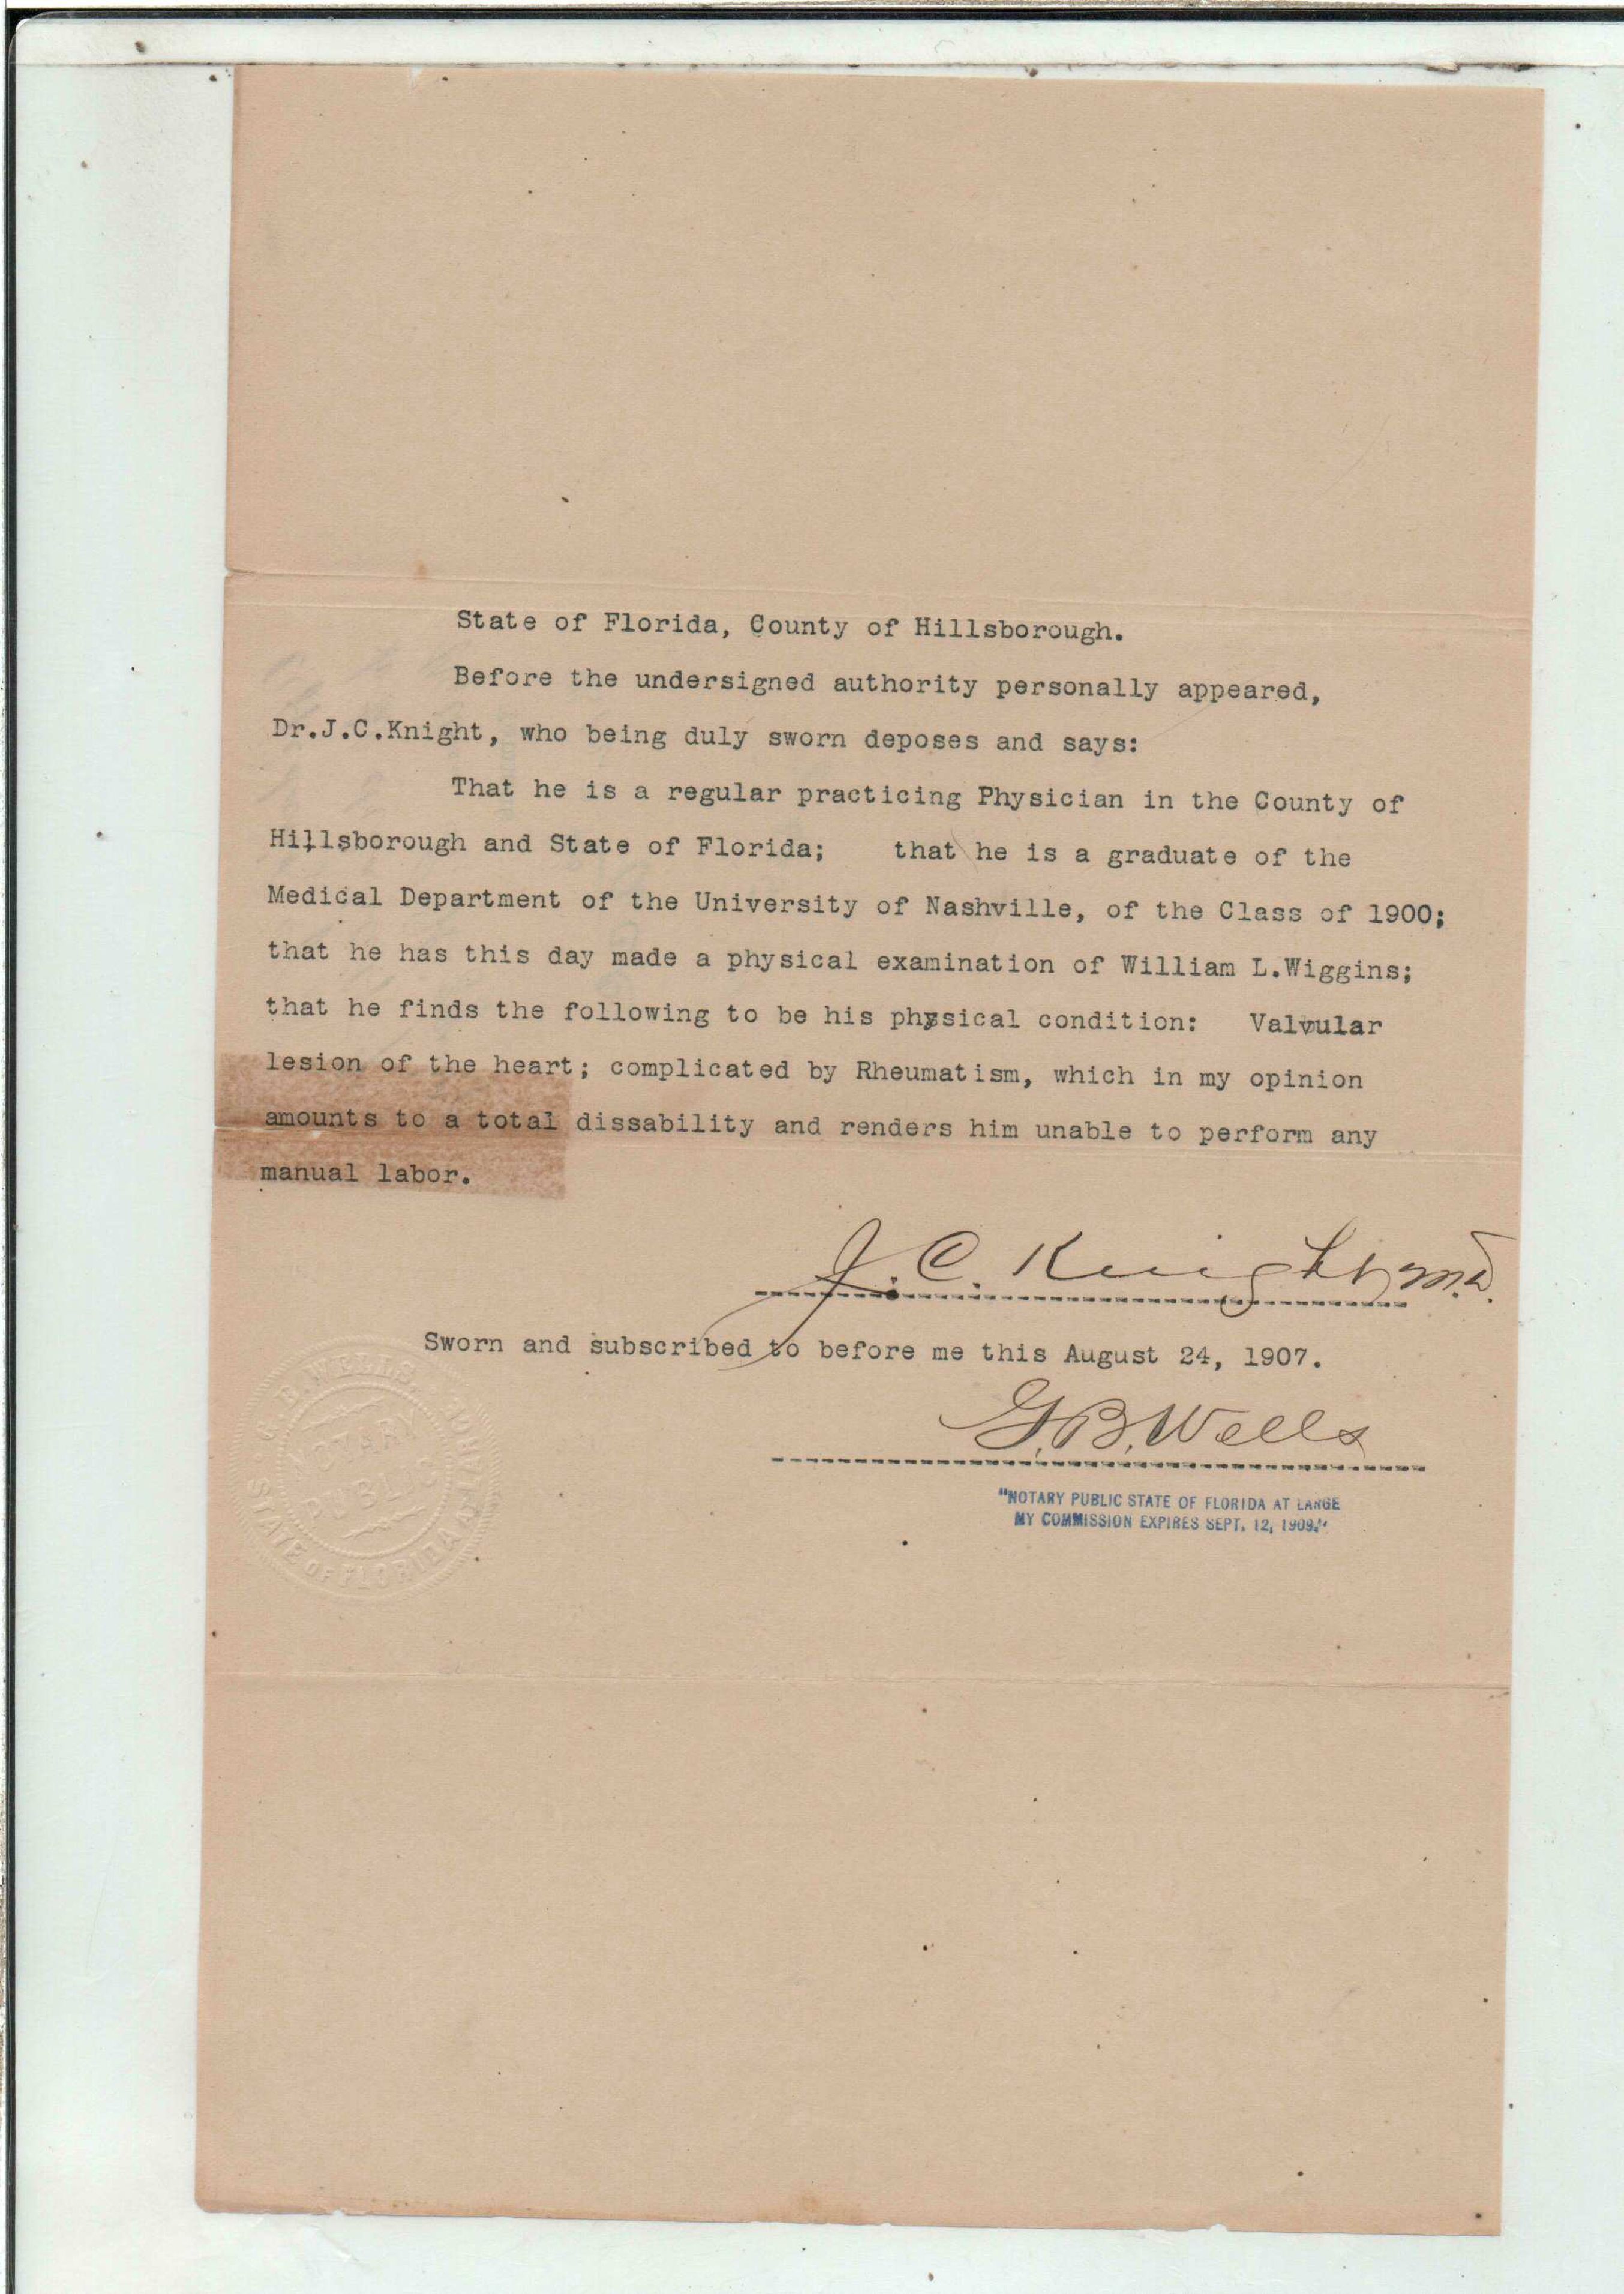 State of Florida, County of Hillsborough.
Before the undersigned authority personally appeared,
Dr.J.C.Knight, who being duly sworn deposes and says:
That he is a regular practicing Physician in the County of
Hillsborough and State of Florida; that he is a graduate of the
Medical Department of the University of Nashville, of the Class of 1900;
that he has this day made a physical examination of William L.Wiggins;
that he finds the following to be his physical condition: Valvular
lesion of the heart; complicated by Rheumatism, which in my opinion
amounts to a total dissability and renders him unable to perform any
manual labor.
J. C. Knight M.D.
Sworn and subscribed to before me this August 24, 1907.
G.B.Wells
"NOTARY PUBLIC STATE OF FLORIDA AT LARGE
MY COMMISSION EXPIRES SEPT. 12, 1909."
G. B. WELLS
NOTARY
PUBLIC
STATE OF FLORIDA AT LARGE